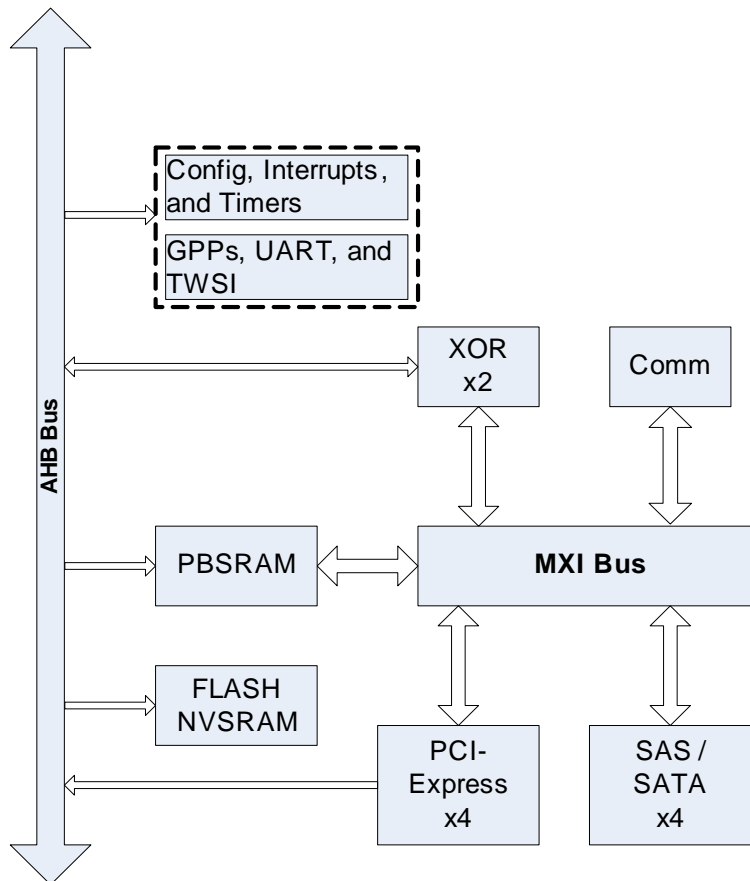 AHB Bus
Config, Interrupts,
and Timers
GPPs, UART, and
TWSI
XOR
x2
Comm
PBSRAM
MXI Bus
FLASH
NVSRAM
PCI-
Express
x4
SAS /
SATA
x4